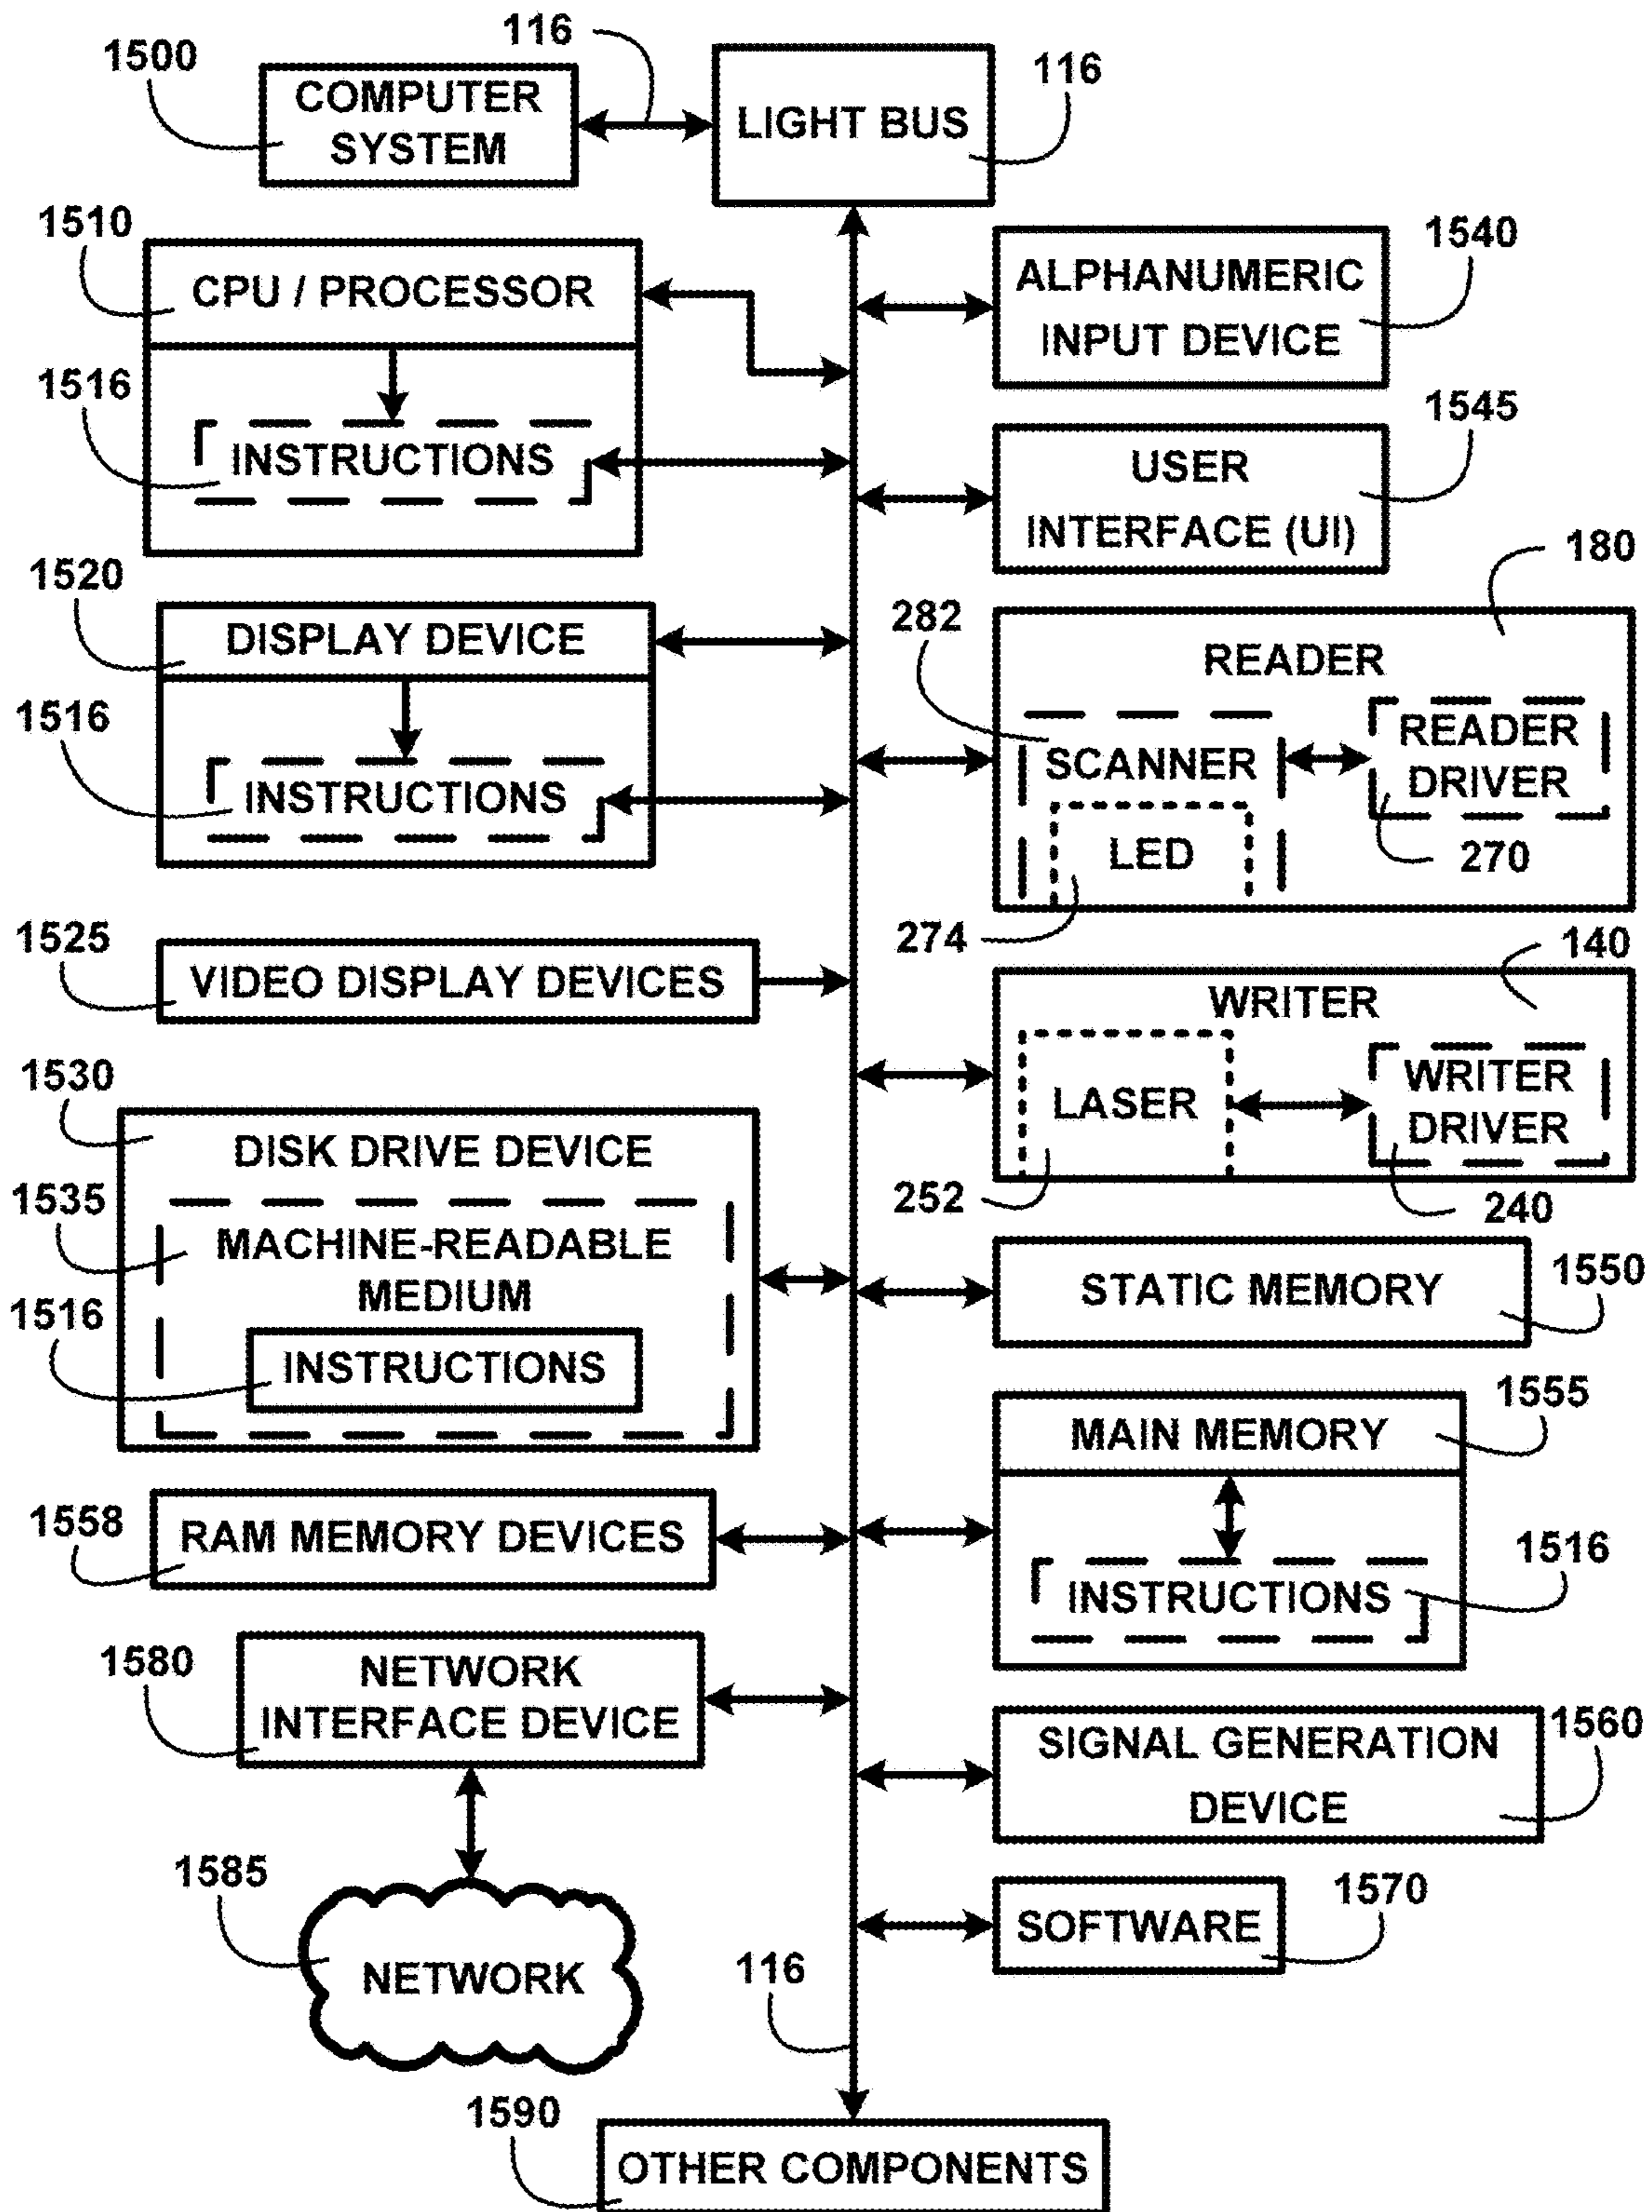 116
1500
COMPUTER
SYSTEM
LIGHT BUS
116
1510
CPU / PROCESSOR
1516
INSTRUCTIONS
1540
ALPHANUMERIC
INPUT DEVICE
1545
USER
INTERFACE (UI)
1520
DISPLAY DEVICE
1516
INSTRUCTIONS
180
282
READER
SCANNER
READER
DRIVER
LED
270
274
1525
VIDEO DISPLAY DEVICES
140
WRITER
LASER
WRITER
DRIVER
252
240
1530
DISK DRIVE DEVICE
1535
MACHINE-READABLE
MEDIUM
1516
INSTRUCTIONS
STATIC MEMORY
1550
1555
MAIN MEMORY
1516
INSTRUCTIONS
1558
RAM MEMORY DEVICES
1580
NETWORK
INTERFACE DEVICE
1560
SIGNAL GENERATION
DEVICE
1585
NETWORK
1570
SOFTWARE
116
1590
OTHER COMPONENTS